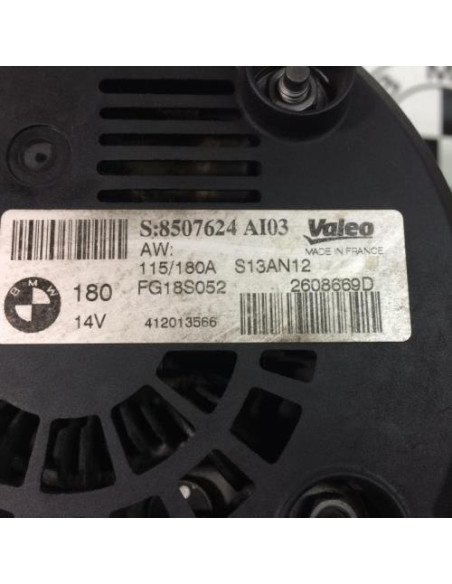 S:8507624 AI03 Valeo
AW: MADE IN FRANCE
115/180A S13AN12
BMW 180 FG18S052 2608669D
14V 412013566